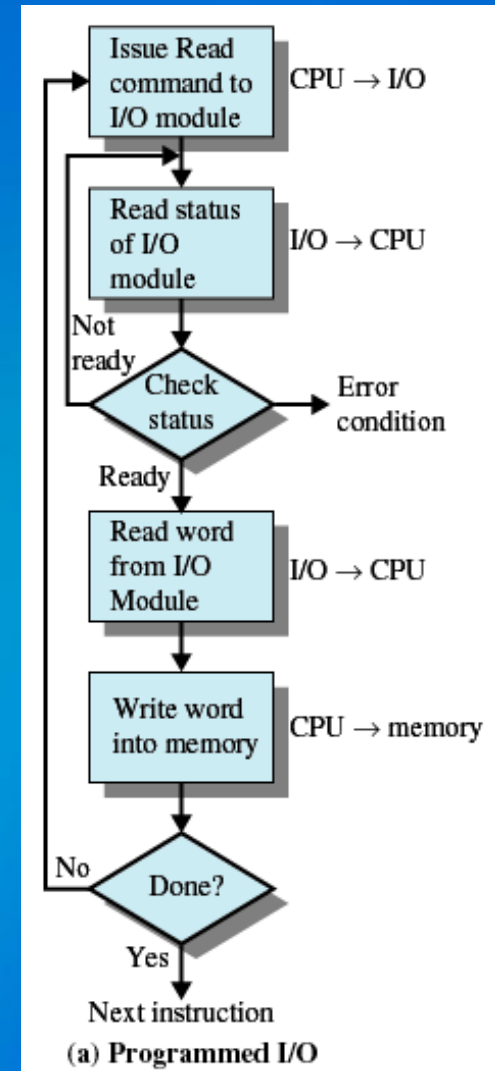 Issue Read
command to
I/O module
CPU → I/O
Read status
of I/O
module
I/O → CPU
Not
ready
Check
status
Error
condition
Ready
Read word
from I/O
Module
I/O → CPU
Write word
into memory
CPU → memory
No
Done?
Yes
Next instruction
(a) Programmed I/O